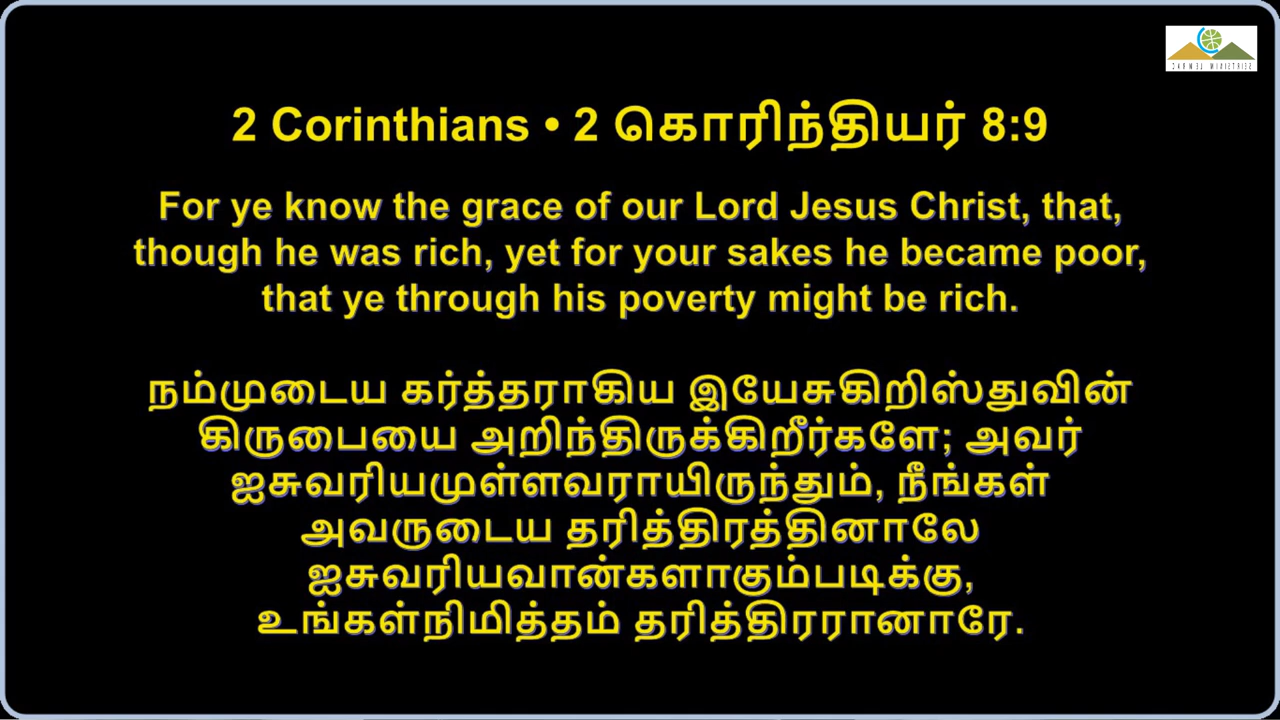 CARMEL MINISTRIES
2 Corinthians • 2 கொரிந்தியர் 8:9
For ye know the grace of our Lord Jesus Christ, that,
though he was rich, yet for your sakes he became poor,
that ye through his poverty might be rich.
நம்முடைய கர்த்தராகிய இயேசுகிறிஸ்துவின்
கிருபையை அறிந்திருக்கிறீர்களே; அவர்
ஐசுவரியமுள்ளவராயிருந்தும், நீங்கள்
அவருடைய தரித்திரத்தினாலே
ஐசுவரியவான்களாகும்படிக்கு,
உங்கள்நிமித்தம் தரித்திரரானாரே.